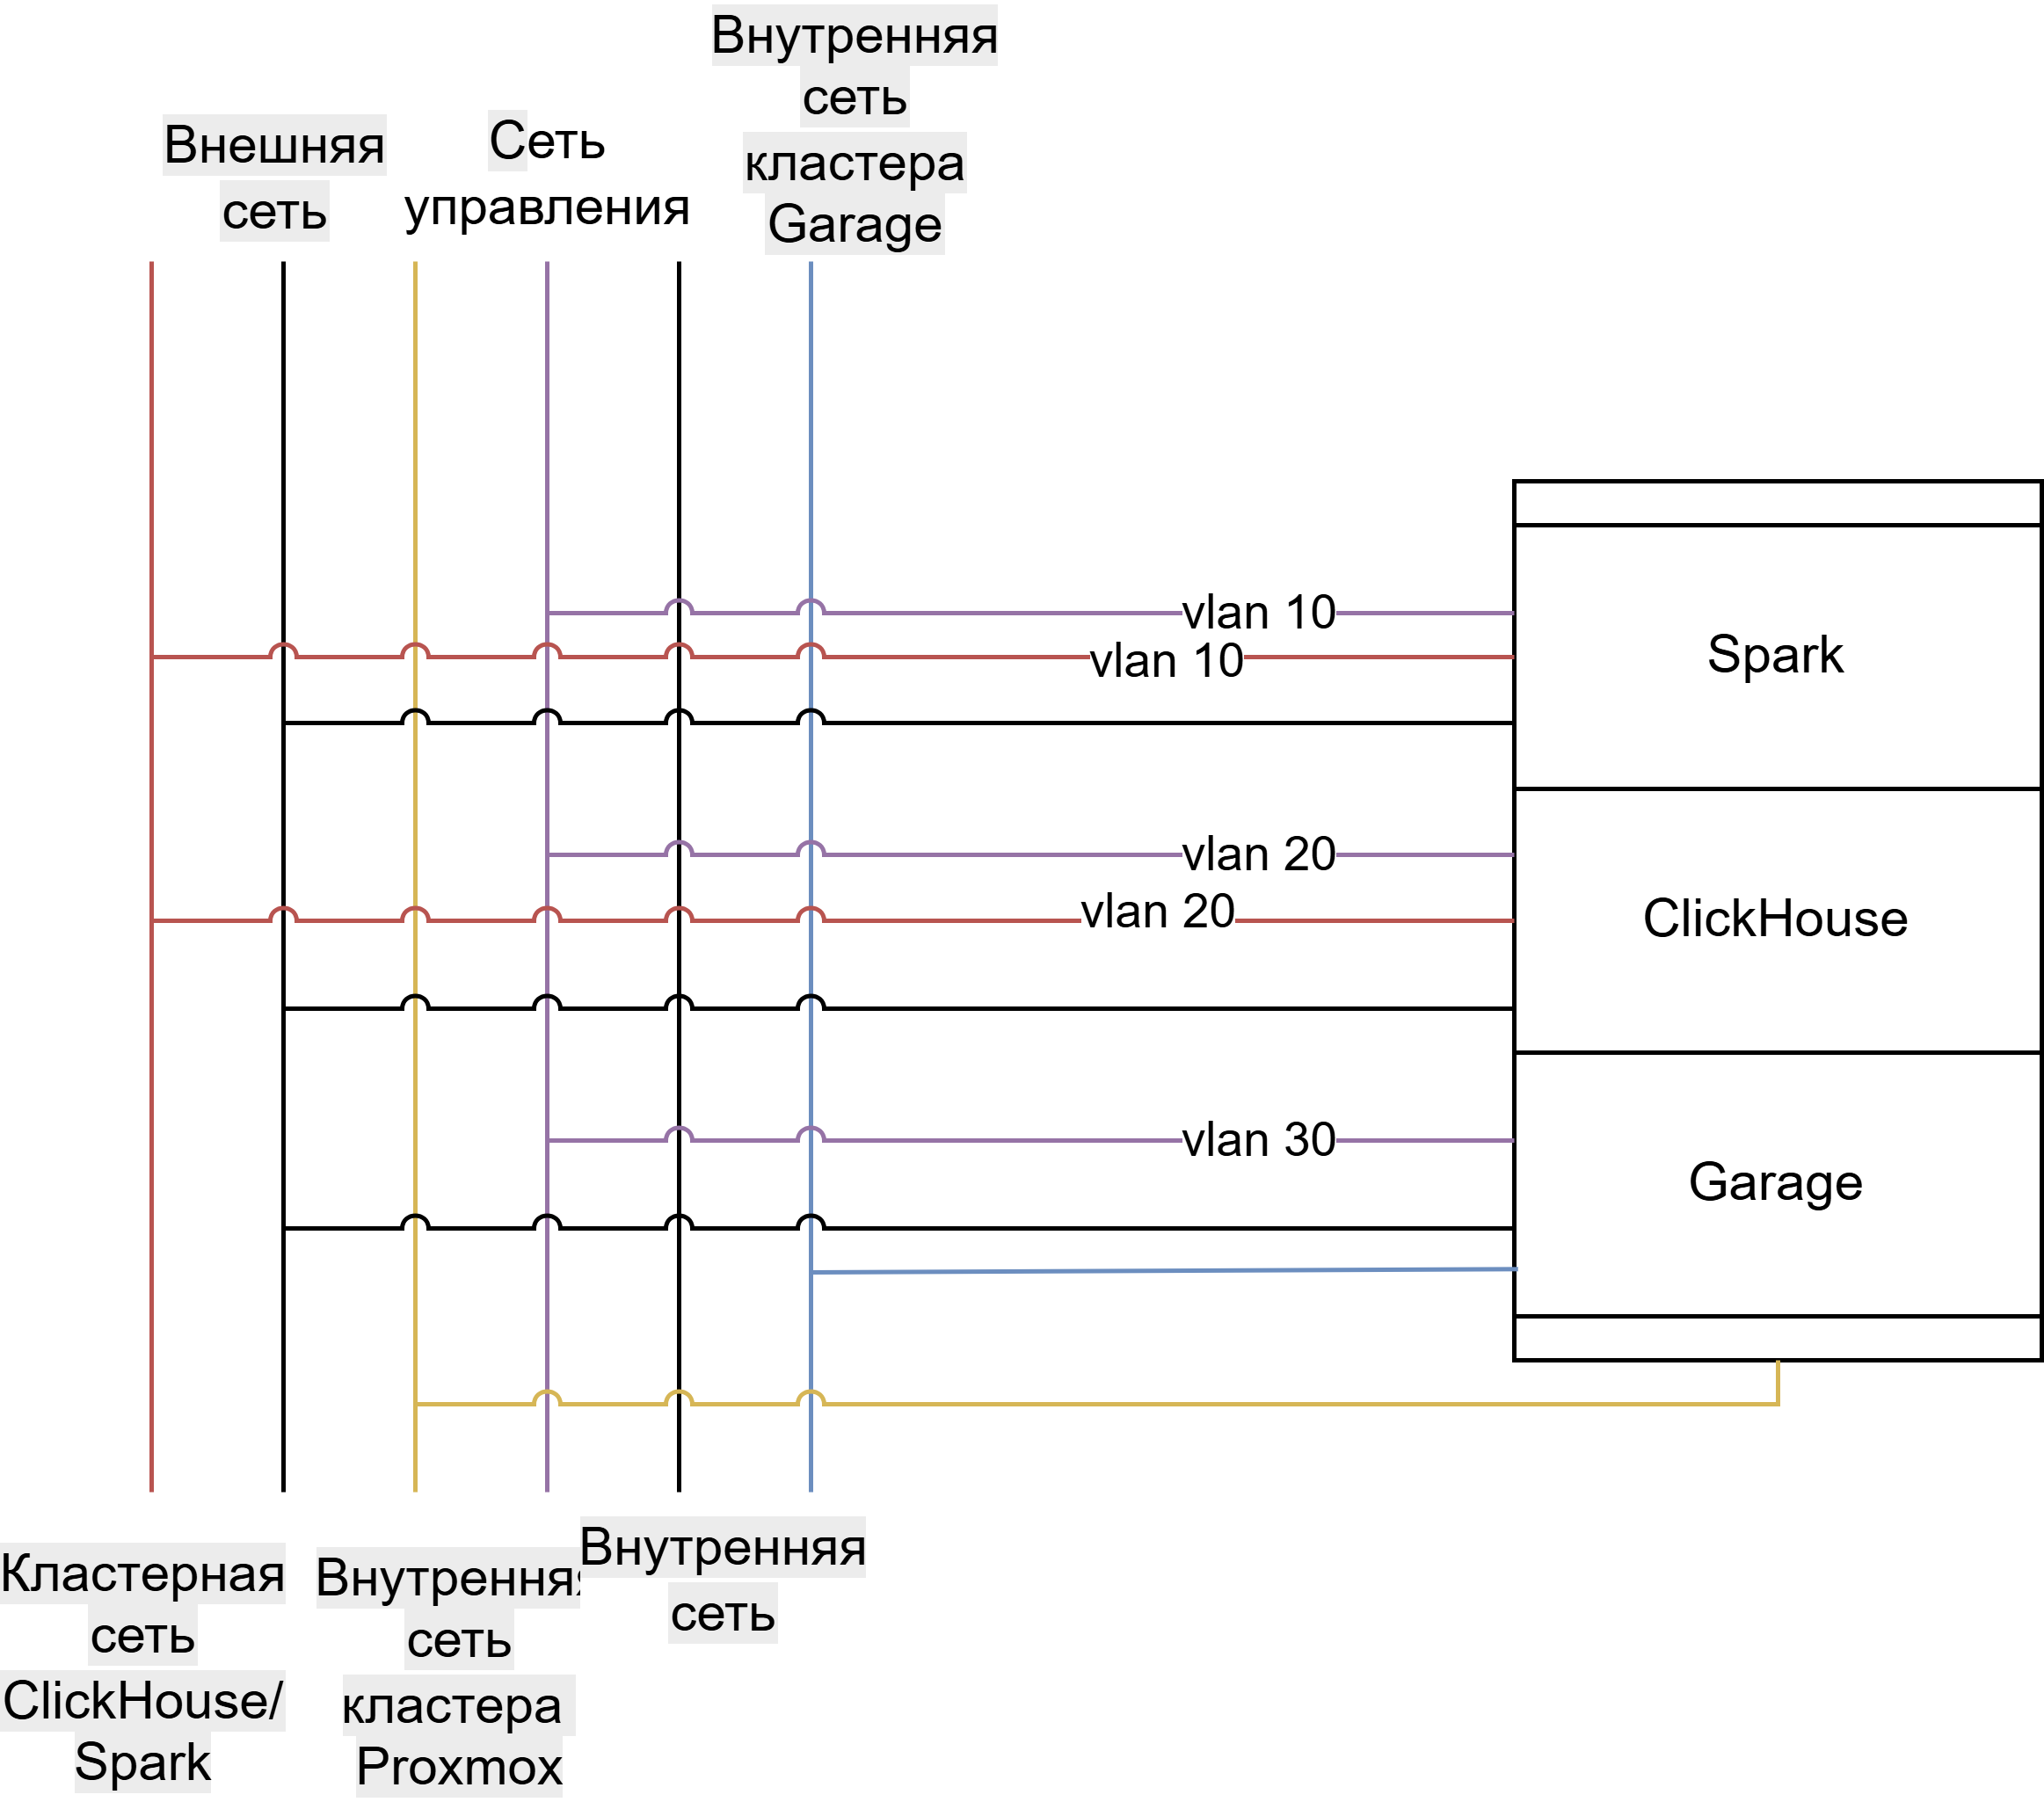 Внутренняя
сеть
кластера
Garage
Внешняя
сеть
Сеть
управления
vlan 10
vlan 10
Spark
vlan 20
vlan 20
ClickHouse
vlan 30
Garage
Кластерная
сеть
ClickHouse/
Spark
Внутрення
сеть
кластера
Proxmox
Внутренняя
сеть